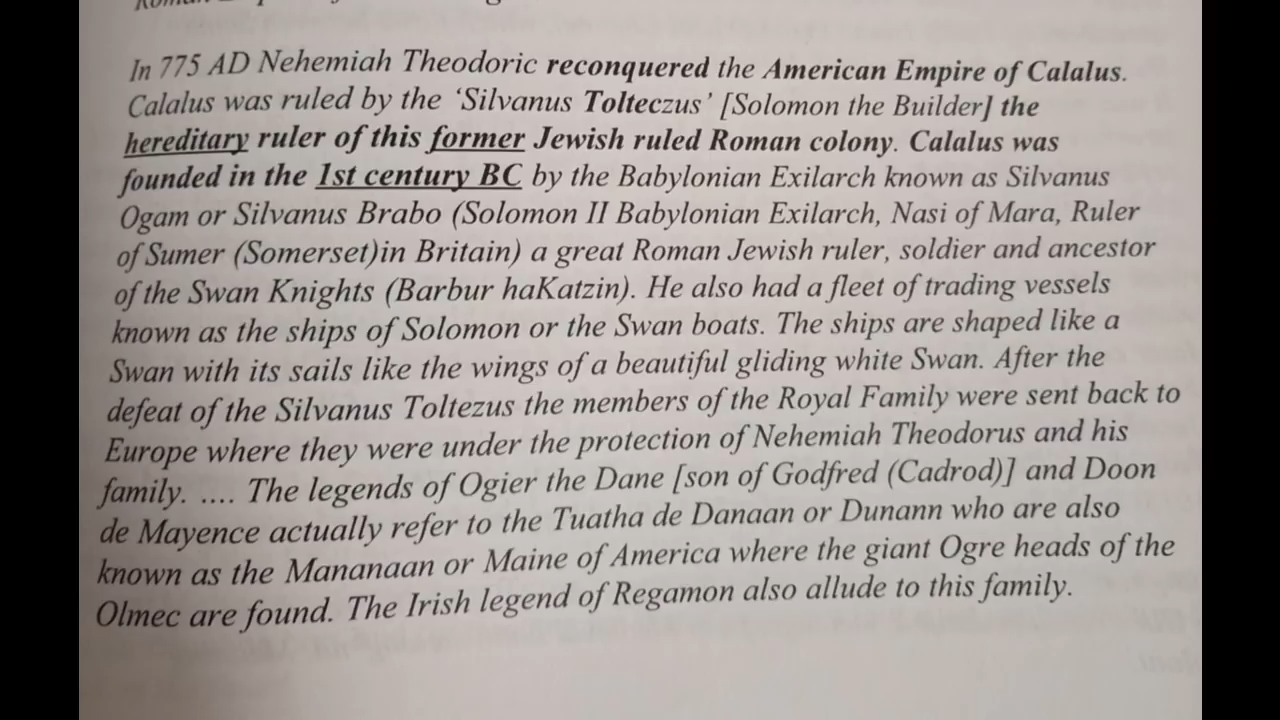 In 775 AD Nehemiah Theodoric reconquered the American Empire of Calalus.
Calalus was ruled by the ‘Silvanus Tolteczus’ [Solomon the Builder] the
hereditary ruler of this former Jewish ruled Roman colony. Calalus was
founded in the 1st century BC by the Babylonian Exilarch known as Silvanus
Ogam or Silvanus Brabo (Solomon II Babylonian Exilarch, Nasi of Mara, Ruler
of Sumer (Somerset)in Britain) a great Roman Jewish ruler, soldier and ancestor
of the Swan Knights (Barbur haKatzin). He also had a fleet of trading vessels
known as the ships of Solomon or the Swan boats. The ships are shaped like a
Swan with its sails like the wings of a beautiful gliding white Swan. After the
defeat of the Silvanus Toltezus the members of the Royal Family were sent back to
Europe where they were under the protection of Nehemiah Theodorus and his
family. .... The legends of Ogier the Dane [son of Godfred (Cadrod)] and Doon
de Mayence actually refer to the Tuatha de Danaan or Dunann who are also
known as the Mananaan or Maine of America where the giant Ogre heads of the
Olmec are found. The Irish legend of Regamon also allude to this family.